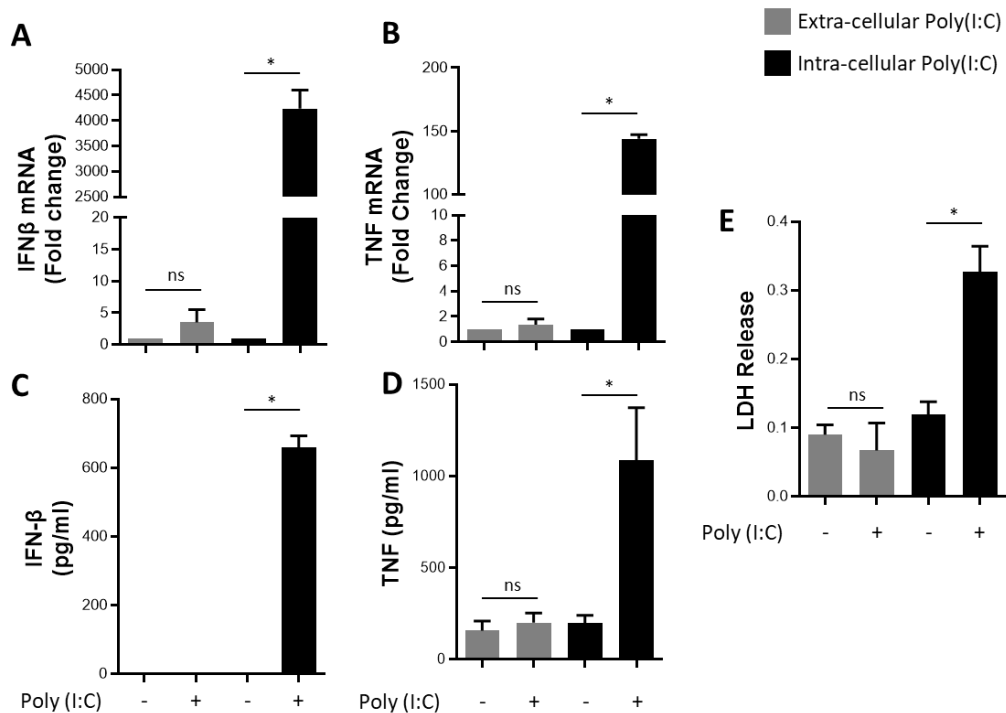 Extra-cellular Poly(I:C)
Intra-cellular Poly(I:C)
A
IFNβ mRNA
(Fold change)
5000
4500
4000
3500
3000
2500
20
15
10
5
0
ns
*
B
TNF mRNA
(Fold Change)
200
150
100
10
8
6
4
2
0
ns
*
C
IFN-β
(pg/ml)
800
600
400
200
0
*
Poly (I:C) - + - +
D
TNF (pg/ml)
1500
1000
500
0
ns
*
Poly (I:C) - + - +
E
LDH Release
0.4
0.3
0.2
0.1
0.0
ns
*
Poly (I:C) - + - +